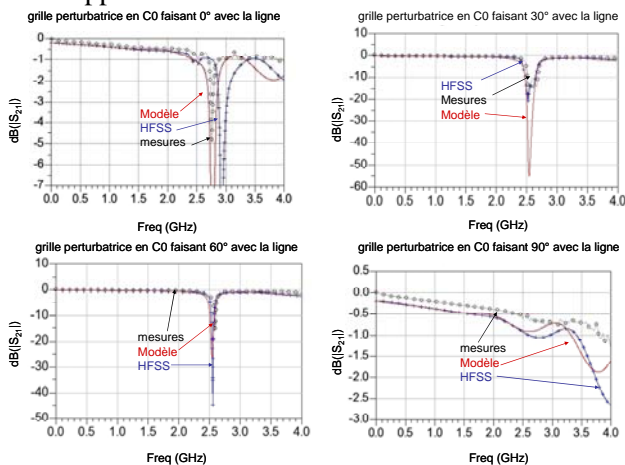 grille perturbatrice en C0 faisant 0° avec la ligne
0
-1
-2
-3
-4
-5
-6
-7
dB(|S21|)
Modèle
HFSS
mesures
0.0 0.5 1.0 1.5 2.0 2.5 3.0 3.5 4.0
Freq (GHz)
grille perturbatrice en C0 faisant 30° avec la ligne
10
0
-10
-20
-30
-40
-50
-60
dB(|S21|)
HFSS
Mesures
Modèle
0.0 0.5 1.0 1.5 2.0 2.5 3.0 3.5 4.0
Freq (GHz)
grille perturbatrice en C0 faisant 60° avec la ligne
10
0
-10
-20
-30
-40
-50
dB(|S21|)
mesures
Modèle
HFSS
0.0 0.5 1.0 1.5 2.0 2.5 3.0 3.5 4.0
Freq (GHz)
grille perturbatrice en C0 faisant 90° avec la ligne
0.5
0.0
-0.5
-1.0
-1.5
-2.0
-2.5
-3.0
dB(|S21|)
mesures
Modèle
HFSS
0.0 0.5 1.0 1.5 2.0 2.5 3.0 3.5 4.0
Freq (GHz)